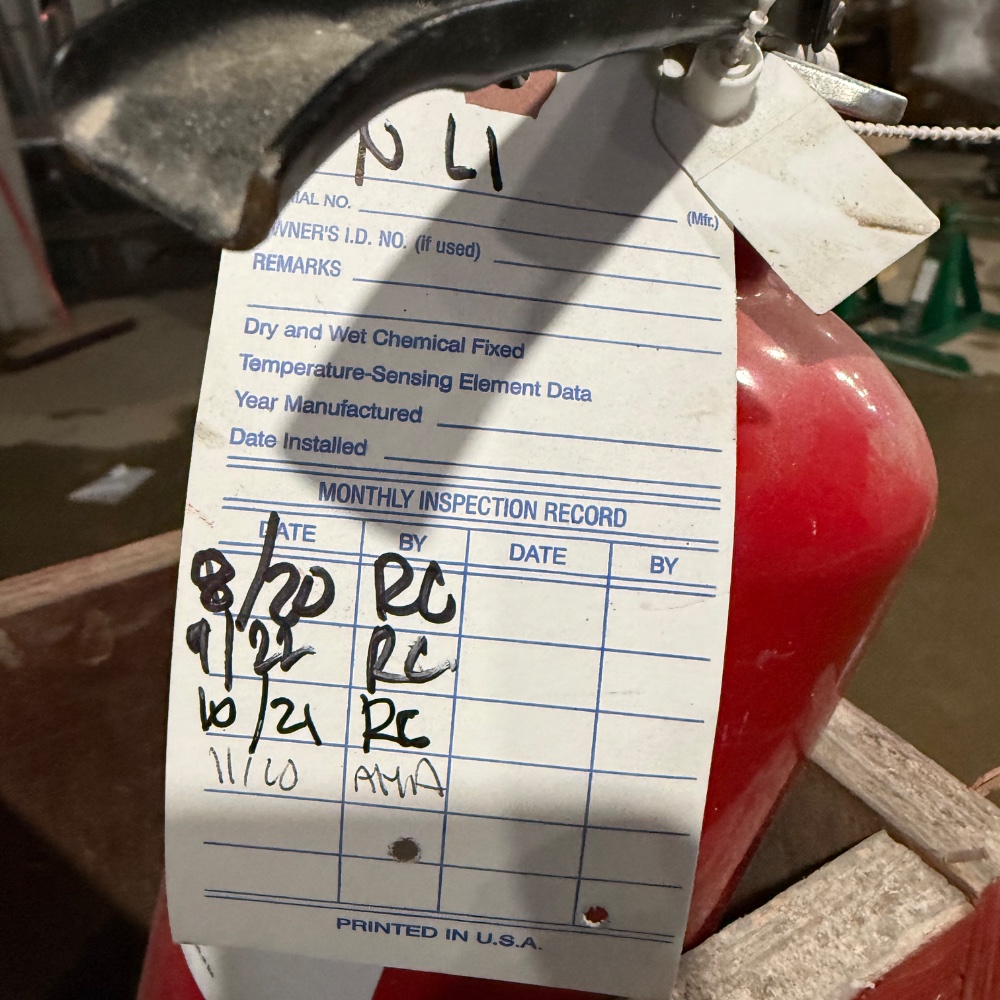 N LI
RIAL NO. (Mfr.)
WNER'S I.D. NO. (if used)
REMARKS
Dry and Wet Chemical Fixed
Temperature-Sensing Element Data
Year Manufactured
Date Installed
MONTHLY INSPECTION RECORD
DATE BY DATE BY
8/20 RC
9/22 RC
10/21 RC
11/10 AMA
PRINTED IN U.S.A.